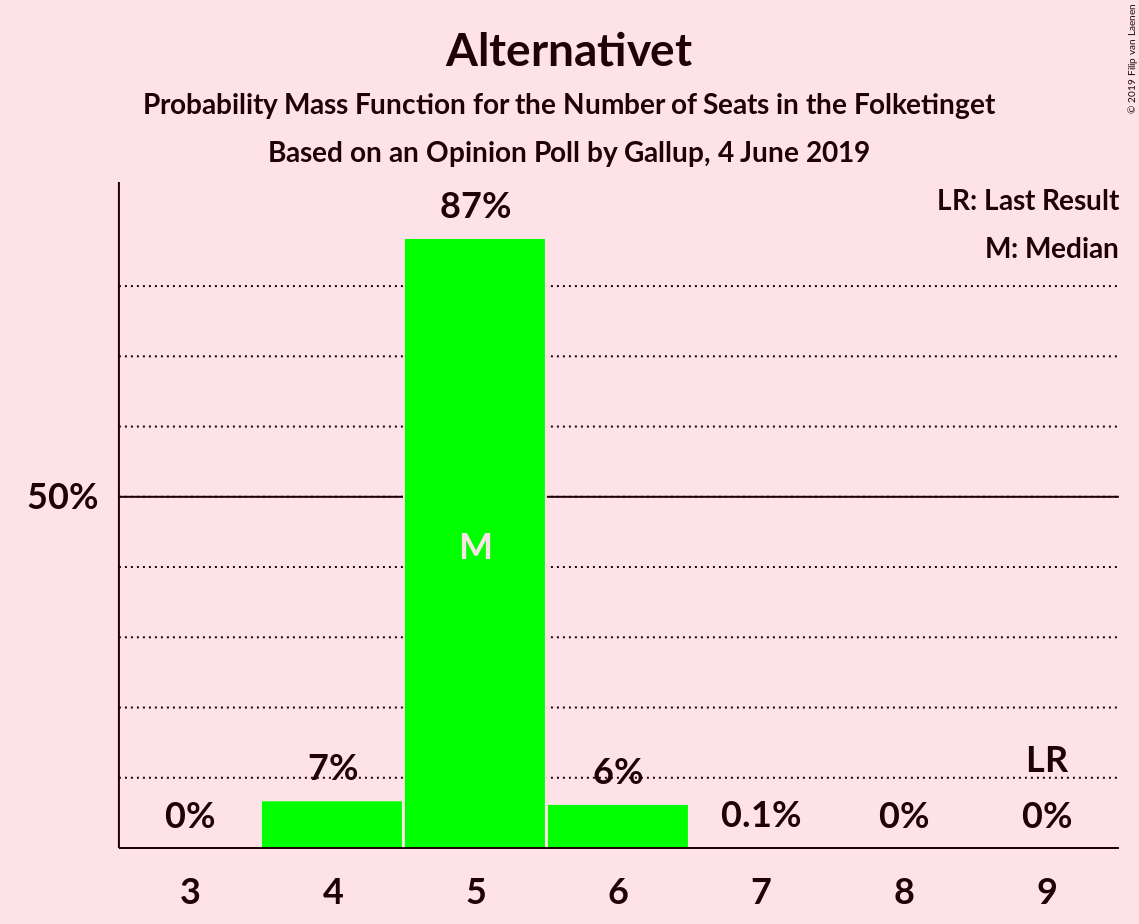 Alternativet
Probability Mass Function for the Number of Seats in the Folketinget
Based on an Opinion Poll by Gallup, 4 June 2019
© 2019 Filip van Laenen
LR: Last Result
M: Median
87%
50%
M
7%
6%
LR
0%
0.1%
0%
0%
3 4 5 6 7 8 9